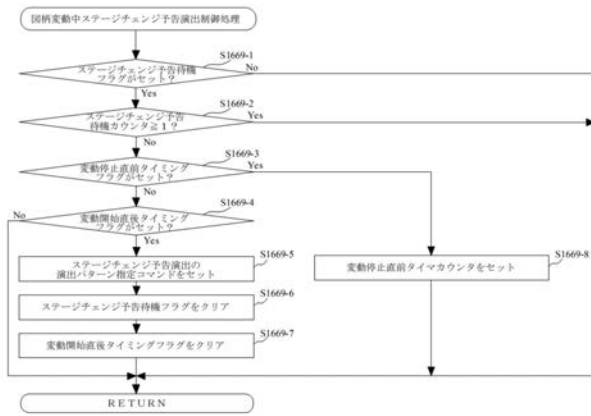 図柄変動中ステージチェンジ予告演出制御処理
S1669-1
ステージチェンジ予告待機
フラグがセット？
No
Yes
S1669-2
ステージチェンジ予告
待機カウンタ≧1？
Yes
No
S1669-3
変動停止直前タイミング
フラグがセット？
Yes
No
S1669-4
変動開始直後タイミング
フラグがセット？
No
Yes
S1669-5
ステージチェンジ予告演出の
演出パターン指定コマンドをセット
S1669-8
変動停止直前タイマカウンタをセット
S1669-6
ステージチェンジ予告待機フラグをクリア
S1669-7
変動開始直後タイミングフラグをクリア
RETURN